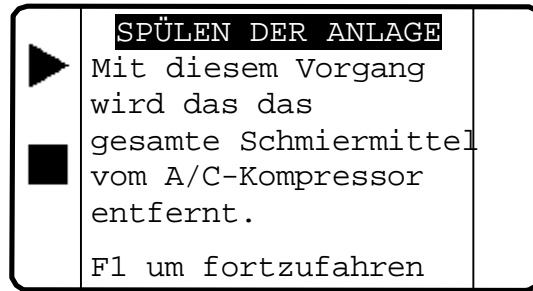 SPÜLEN DER ANLAGE
Mit diesem Vorgang
wird das das
gesamte Schmiermittel
vom A/C-Kompressor
entfernt.
F1 um fortzufahren